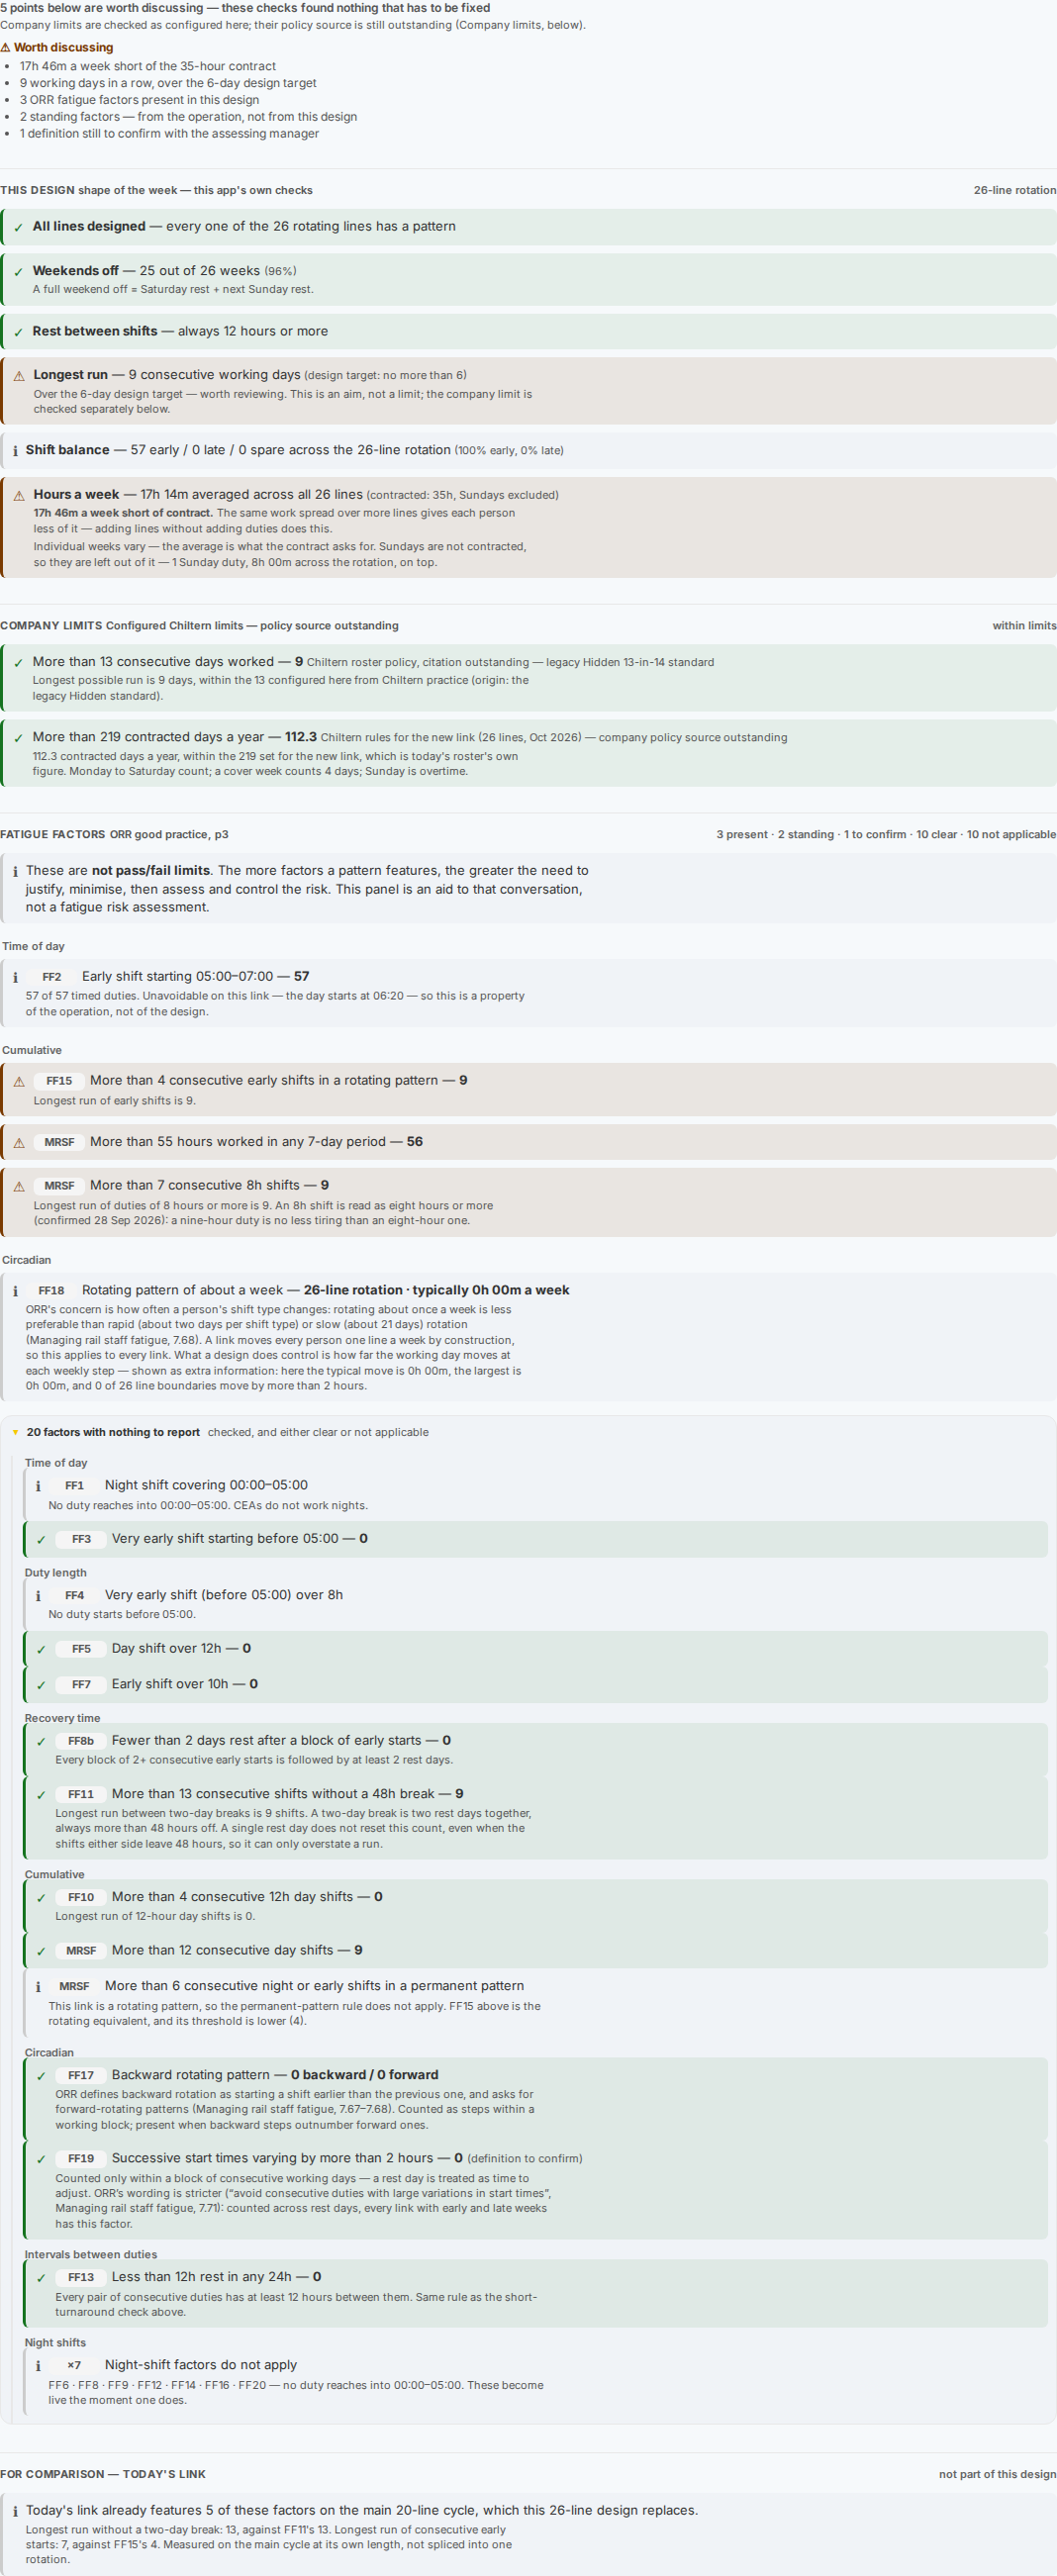 5 points below are worth discussing — these checks found nothing that has to be fixed
Company limits are checked as configured here; their policy source is still outstanding (Company limits, below).
⚠ Worth discussing
• 17h 46m a week short of the 35-hour contract
• 9 working days in a row, over the 6-day design target
• 3 ORR fatigue factors present in this design
• 2 standing factors — from the operation, not from this design
• 1 definition still to confirm with the assessing manager
THIS DESIGN shape of the week — this app's own checks 26-line rotation
✓ All lines designed — every one of the 26 rotating lines has a pattern
✓ Weekends off — 25 out of 26 weeks (96%)
A full weekend off = Saturday rest + next Sunday rest.
✓ Rest between shifts — always 12 hours or more
⚠ Longest run — 9 consecutive working days (design target: no more than 6)
Over the 6-day design target — worth reviewing. This is an aim, not a limit; the company limit is
checked separately below.
ℹ Shift balance — 57 early / 0 late / 0 spare across the 26-line rotation (100% early, 0% late)
⚠ Hours a week — 17h 14m averaged across all 26 lines (contracted: 35h, Sundays excluded)
17h 46m a week short of contract. The same work spread over more lines gives each person
less of it — adding lines without adding duties does this.
Individual weeks vary — the average is what the contract asks for. Sundays are not contracted,
so they are left out of it — 1 Sunday duty, 8h 00m across the rotation, on top.
COMPANY LIMITS Configured Chiltern limits — policy source outstanding within limits
✓ More than 13 consecutive days worked — 9 Chiltern roster policy, citation outstanding — legacy Hidden 13-in-14 standard
Longest possible run is 9 days, within the 13 configured here from Chiltern practice (origin: the
legacy Hidden standard).
✓ More than 219 contracted days a year — 112.3 Chiltern rules for the new link (26 lines, Oct 2026) — company policy source outstanding
112.3 contracted days a year, within the 219 set for the new link, which is today's roster's own
figure. Monday to Saturday count; a cover week counts 4 days; Sunday is overtime.
FATIGUE FACTORS ORR good practice, p3 3 present · 2 standing · 1 to confirm · 10 clear · 10 not applicable
ℹ These are not pass/fail limits. The more factors a pattern features, the greater the need to
justify, minimise, then assess and control the risk. This panel is an aid to that conversation,
not a fatigue risk assessment.
Time of day
ℹ FF2 Early shift starting 05:00–07:00 — 57
57 of 57 timed duties. Unavoidable on this link — the day starts at 06:20 — so this is a property
of the operation, not of the design.
Cumulative
⚠ FF15 More than 4 consecutive early shifts in a rotating pattern — 9
Longest run of early shifts is 9.
⚠ MRSF More than 55 hours worked in any 7-day period — 56
⚠ MRSF More than 7 consecutive 8h shifts — 9
Longest run of duties of 8 hours or more is 9. An 8h shift is read as eight hours or more
(confirmed 28 Sep 2026): a nine-hour duty is no less tiring than an eight-hour one.
Circadian
ℹ FF18 Rotating pattern of about a week — 26-line rotation · typically 0h 00m a week
ORR's concern is how often a person's shift type changes: rotating about once a week is less
preferable than rapid (about two days per shift type) or slow (about 21 days) rotation
(Managing rail staff fatigue, 7.68). A link moves every person one line a week by construction,
so this applies to every link. What a design does control is how far the working day moves at
each weekly step — shown as extra information: here the typical move is 0h 00m, the largest is
0h 00m, and 0 of 26 line boundaries move by more than 2 hours.
▾ 20 factors with nothing to report checked, and either clear or not applicable
Time of day
ℹ FF1 Night shift covering 00:00–05:00
No duty reaches into 00:00–05:00. CEAs do not work nights.
✓ FF3 Very early shift starting before 05:00 — 0
Duty length
ℹ FF4 Very early shift (before 05:00) over 8h
No duty starts before 05:00.
✓ FF5 Day shift over 12h — 0
✓ FF7 Early shift over 10h — 0
Recovery time
✓ FF8b Fewer than 2 days rest after a block of early starts — 0
Every block of 2+ consecutive early starts is followed by at least 2 rest days.
✓ FF11 More than 13 consecutive shifts without a 48h break — 9
Longest run between two-day breaks is 9 shifts. A two-day break is two rest days together,
always more than 48 hours off. A single rest day does not reset this count, even when the
shifts either side leave 48 hours, so it can only overstate a run.
Cumulative
✓ FF10 More than 4 consecutive 12h day shifts — 0
Longest run of 12-hour day shifts is 0.
✓ MRSF More than 12 consecutive day shifts — 9
ℹ MRSF More than 6 consecutive night or early shifts in a permanent pattern
This link is a rotating pattern, so the permanent-pattern rule does not apply. FF15 above is the
rotating equivalent, and its threshold is lower (4).
Circadian
✓ FF17 Backward rotating pattern — 0 backward / 0 forward
ORR defines backward rotation as starting a shift earlier than the previous one, and asks for
forward-rotating patterns (Managing rail staff fatigue, 7.67–7.68). Counted as steps within a
working block; present when backward steps outnumber forward ones.
✓ FF19 Successive start times varying by more than 2 hours — 0 (definition to confirm)
Counted only within a block of consecutive working days — a rest day is treated as time to
adjust. ORR's wording is stricter (“avoid consecutive duties with large variations in start times”,
Managing rail staff fatigue, 7.71): counted across rest days, every link with early and late weeks
has this factor.
Intervals between duties
✓ FF13 Less than 12h rest in any 24h — 0
Every pair of consecutive duties has at least 12 hours between them. Same rule as the short-
turnaround check above.
Night shifts
ℹ ×7 Night-shift factors do not apply
FF6 · FF8 · FF9 · FF12 · FF14 · FF16 · FF20 — no duty reaches into 00:00–05:00. These become
live the moment one does.
FOR COMPARISON — TODAY'S LINK not part of this design
ℹ Today's link already features 5 of these factors on the main 20-line cycle, which this 26-line design replaces.
Longest run without a two-day break: 13, against FF11's 13. Longest run of consecutive early
starts: 7, against FF15's 4. Measured on the main cycle at its own length, not spliced into one
rotation.